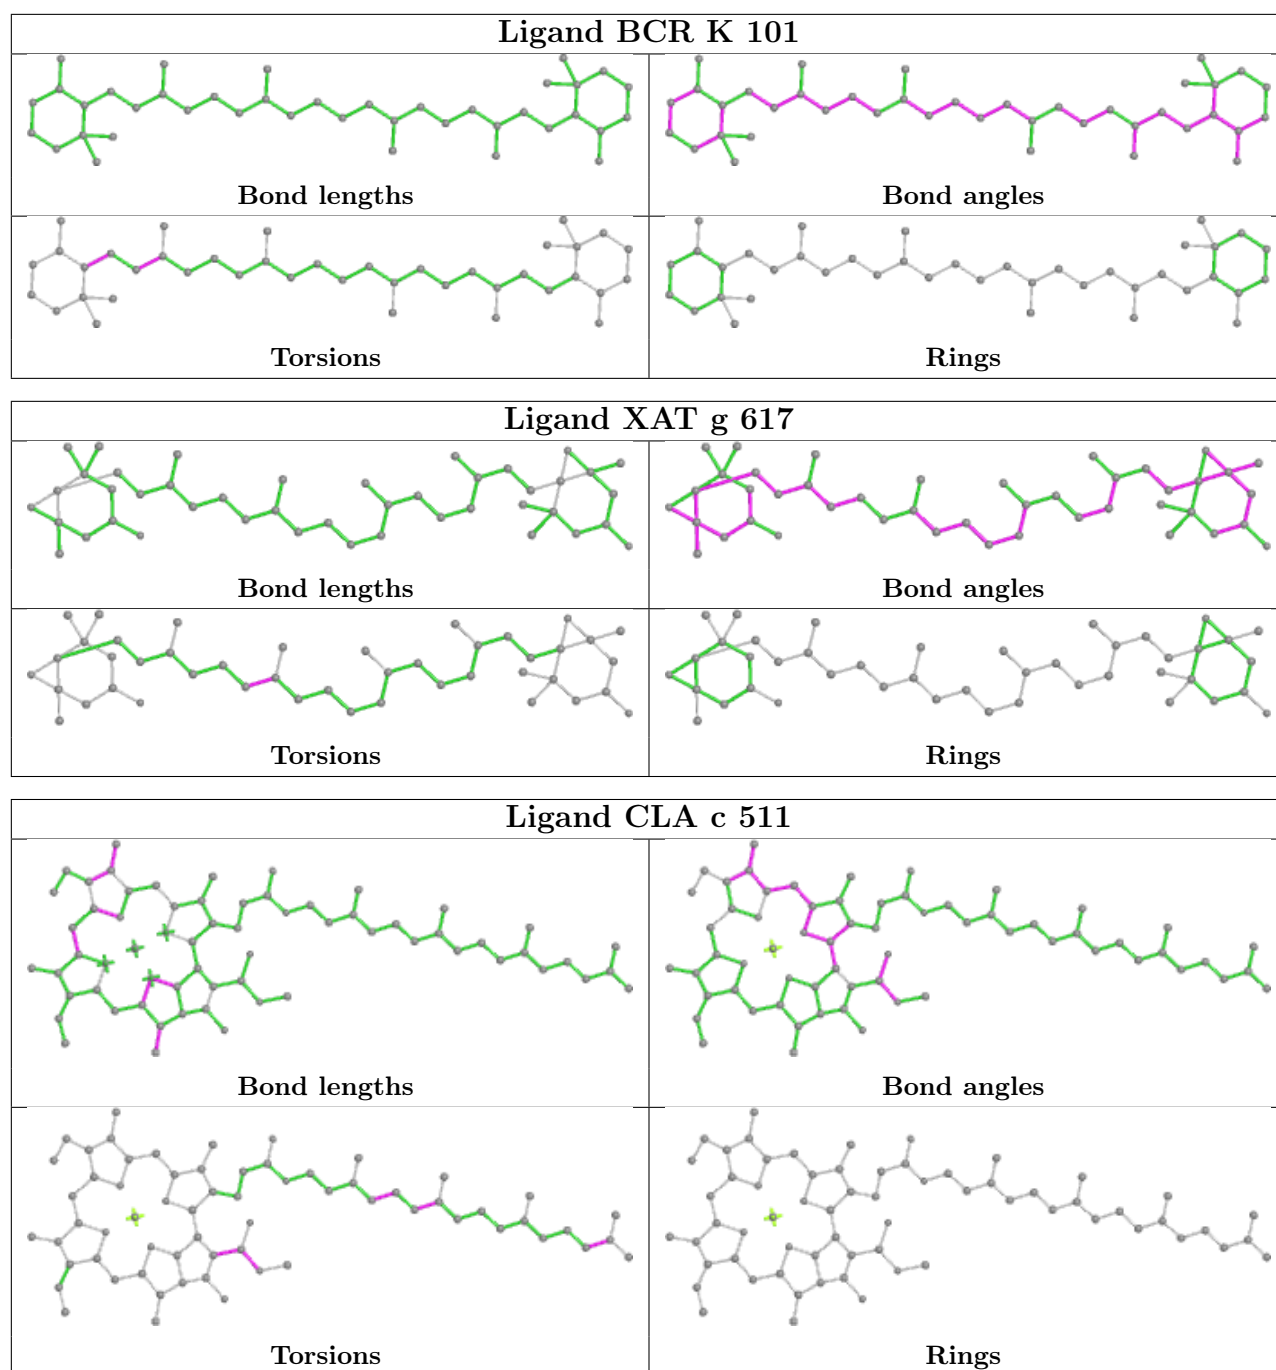 Ligand BCR K 101
Bond lengths
Bond angles
Torsions
Rings
Ligand XAT g 617
Bond lengths
Bond angles
Torsions
Rings
Ligand CLA c 511
Bond lengths
Bond angles
Torsions
Rings